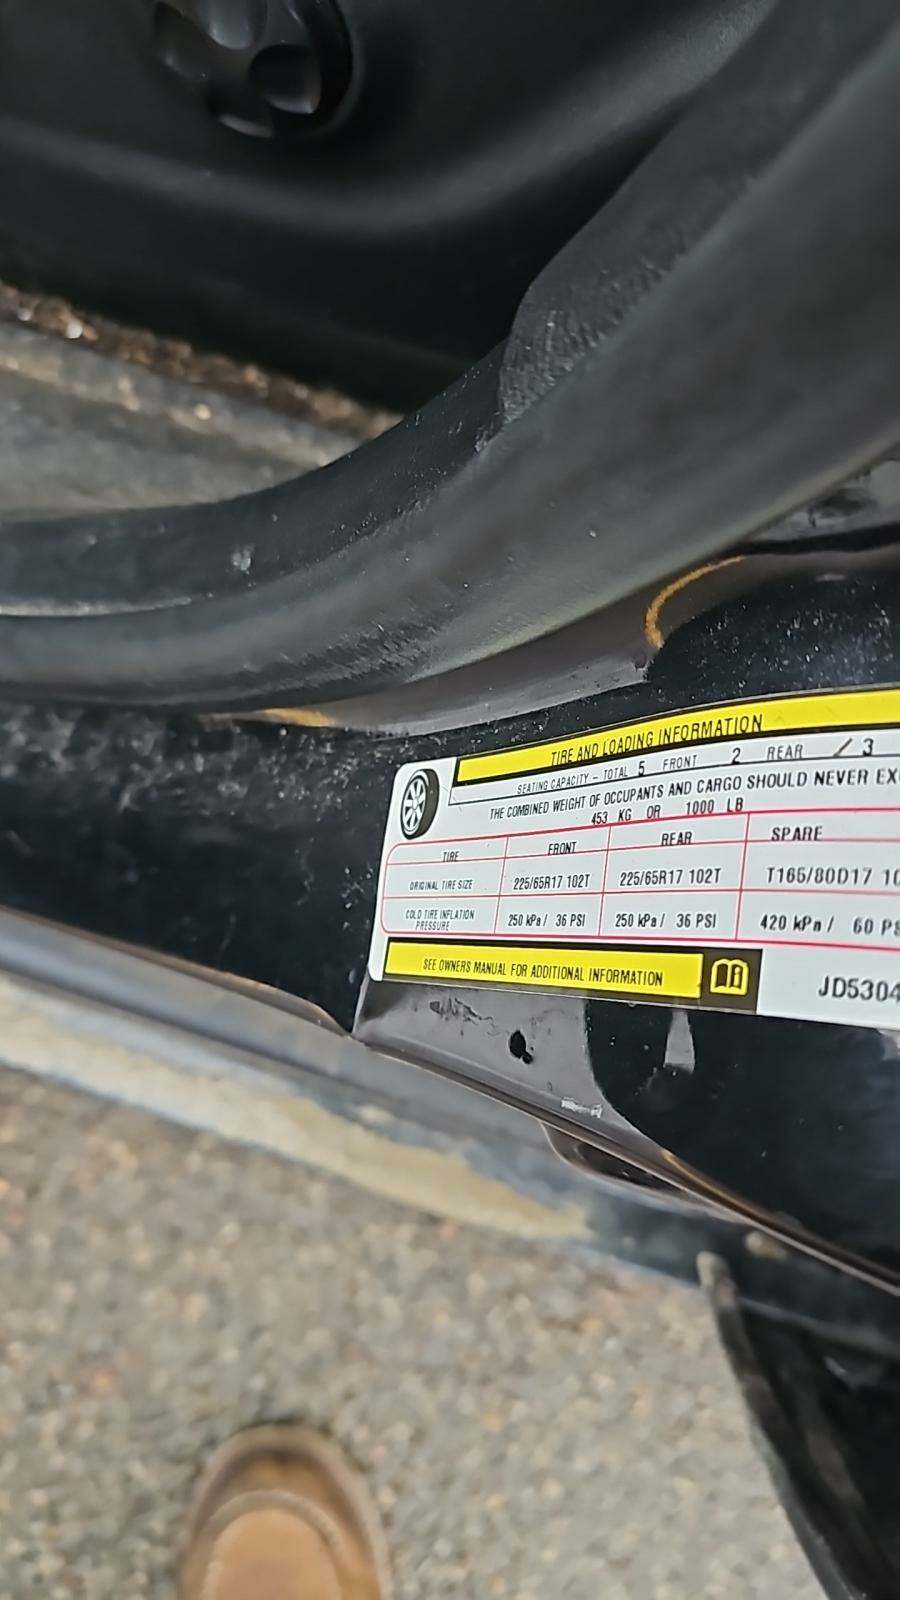 TIRE AND LOADING INFORMATION
SEATING CAPACITY - TOTAL 5 FRONT 2 REAR 3
THE COMBINED WEIGHT OF OCCUPANTS AND CARGO SHOULD NEVER EX
453 KG OR 1000 LB
TIRE FRONT REAR SPARE
ORIGINAL TIRE SIZE 225/65R17 102T 225/65R17 102T T165/80D17 10
COLD TIRE INFLATION PRESSURE 250 kPa/ 36 PSI 250 kPa/ 36 PSI 420 kPa/ 60 PS
SEE OWNERS MANUAL FOR ADDITIONAL INFORMATION
JD5304